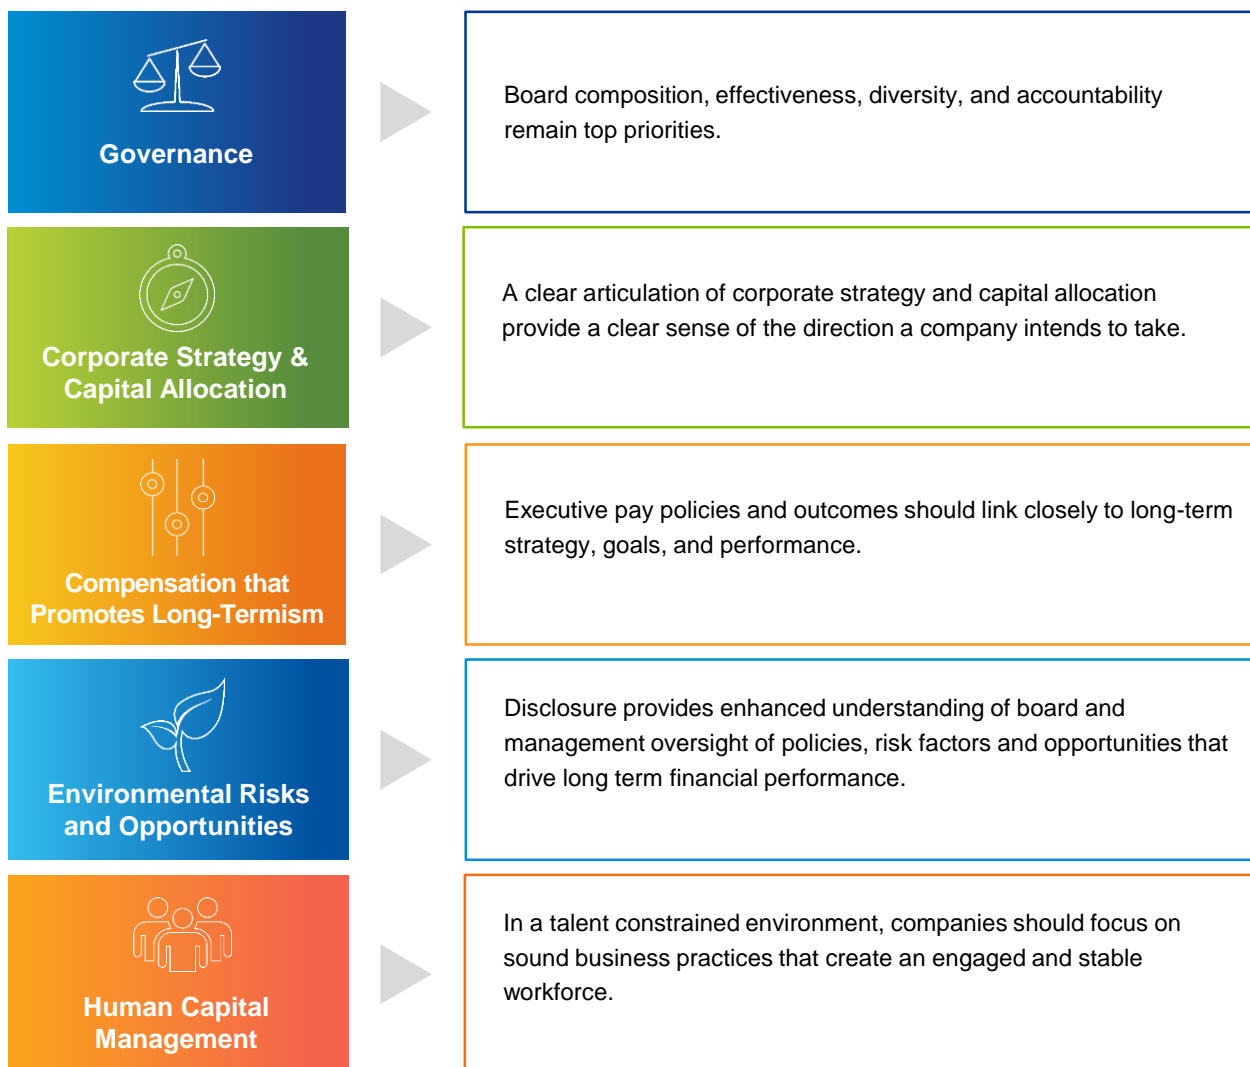 Governance
Board composition, effectiveness, diversity, and accountability
remain top priorities.
Corporate Strategy &
Capital Allocation
A clear articulation of corporate strategy and capital allocation
provide a clear sense of the direction a company intends to take.
Compensation that
Promotes Long-Termism
Executive pay policies and outcomes should link closely to long-term
strategy, goals, and performance.
Environmental Risks
and Opportunities
Disclosure provides enhanced understanding of board and
management oversight of policies, risk factors and opportunities that
drive long term financial performance.
Human Capital
Management
In a talent constrained environment, companies should focus on
sound business practices that create an engaged and stable
workforce.